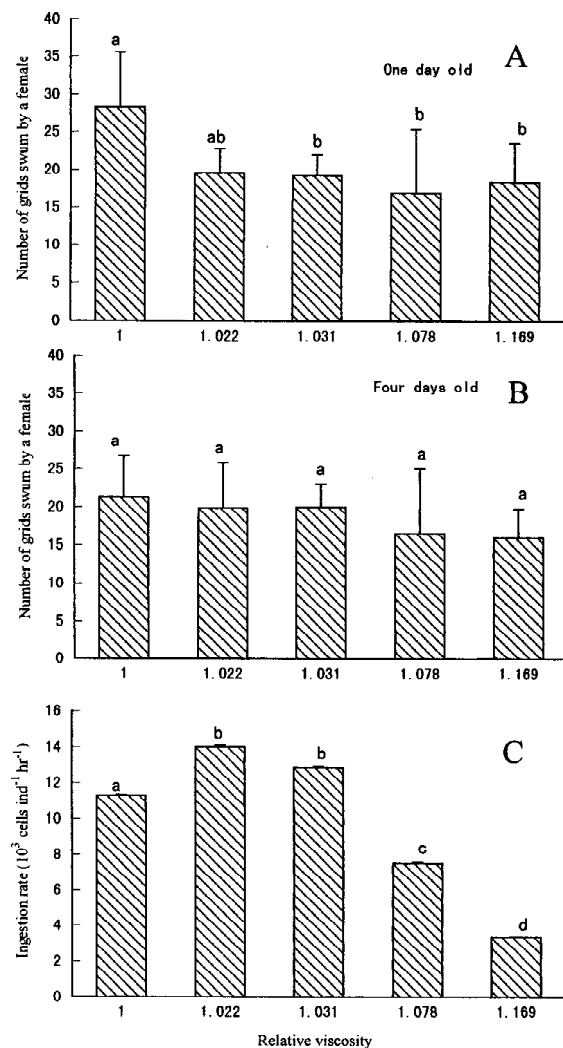 40
35
30
25
20
15
10
5
0
Number of grids swum by a female
a
ab
b
b
b
One day old
A
1
1.022
1.031
1.078
1.169
40
35
30
25
20
15
10
5
0
Number of grids swum by a female
a
a
a
a
a
Four days old
B
1
1.022
1.031
1.078
1.169
16
14
12
10
8
6
4
2
0
Ingestion rate (10³ cells ind⁻¹ hr⁻¹)
a
b
b
c
d
C
1
1.022
1.031
1.078
1.169
Relative viscosity